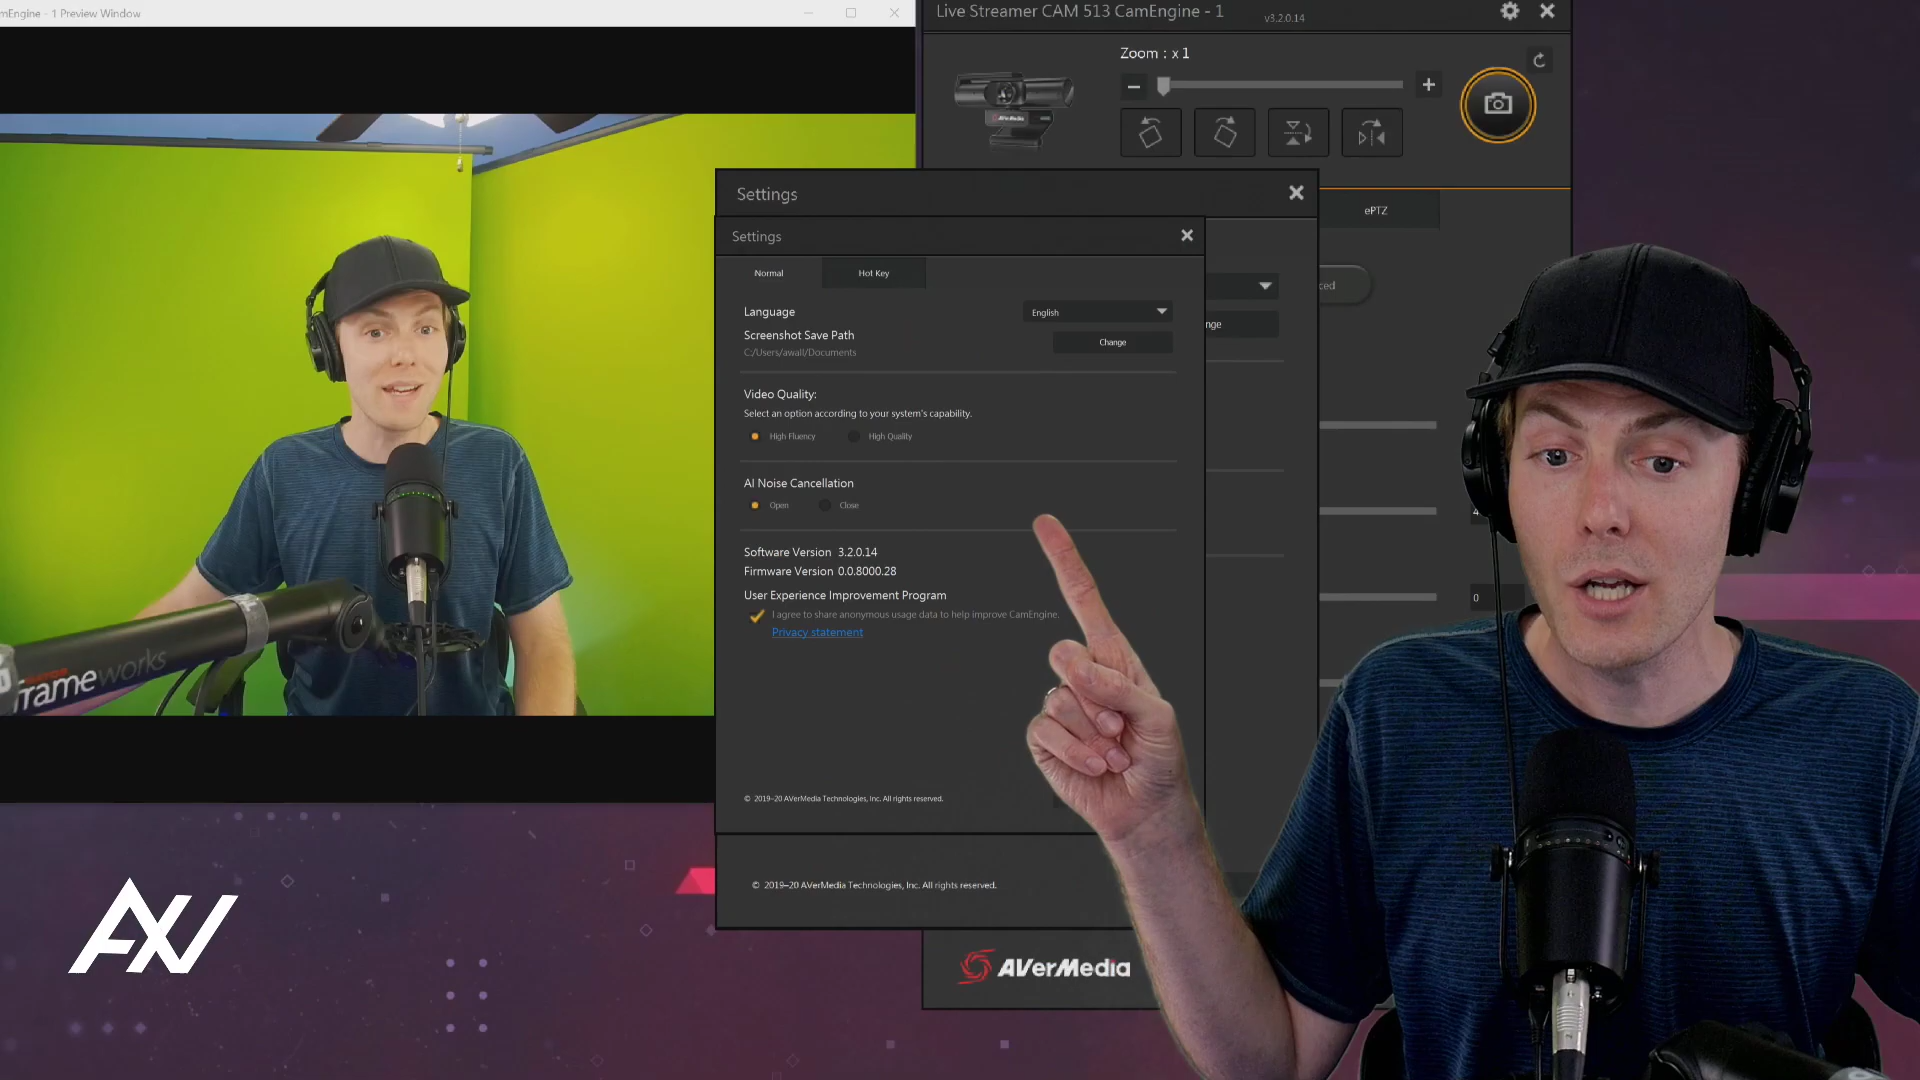 mEngine - 1 Preview Window
Live Streamer CAM 513 CamEngine - 1
v3.2.0.14
Zoom : x 1
Settings
ePTZ
Settings
Normal
Hot Key
ced
Language
English
Screenshot Save Path
C:/Users/awall/Documents
Change
nge
Video Quality:
Select an option according to your system's capability.
High Fluency
High Quality
AI Noise Cancellation
Open
Close
4
Software Version 3.2.0.14
Firmware Version 0.0.8000.28
User Experience Improvement Program
0
I agree to share anonymous usage data to help improve CamEngine.
Privacy statement
frameworks
© 2019-20 AVerMedia Technologies, Inc. All rights reserved.
© 2019-20 AVerMedia Technologies, Inc. All rights reserved.
AVerMedia